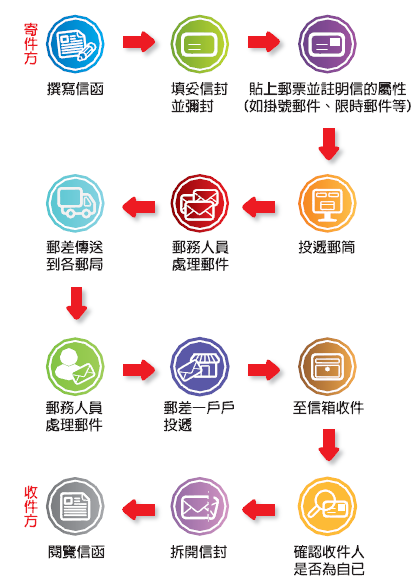 寄件方
撰寫信函
填妥信封
並彌封
貼上郵票並註明信的屬性
(如掛號郵件、限時郵件等)
投遞郵筒
郵務人員
處理郵件
郵差傳送
到各郵局
郵務人員
處理郵件
郵差一戶戶
投遞
至信箱收件
確認收件人
是否為自已
拆開信封
閱覽信函
收件方